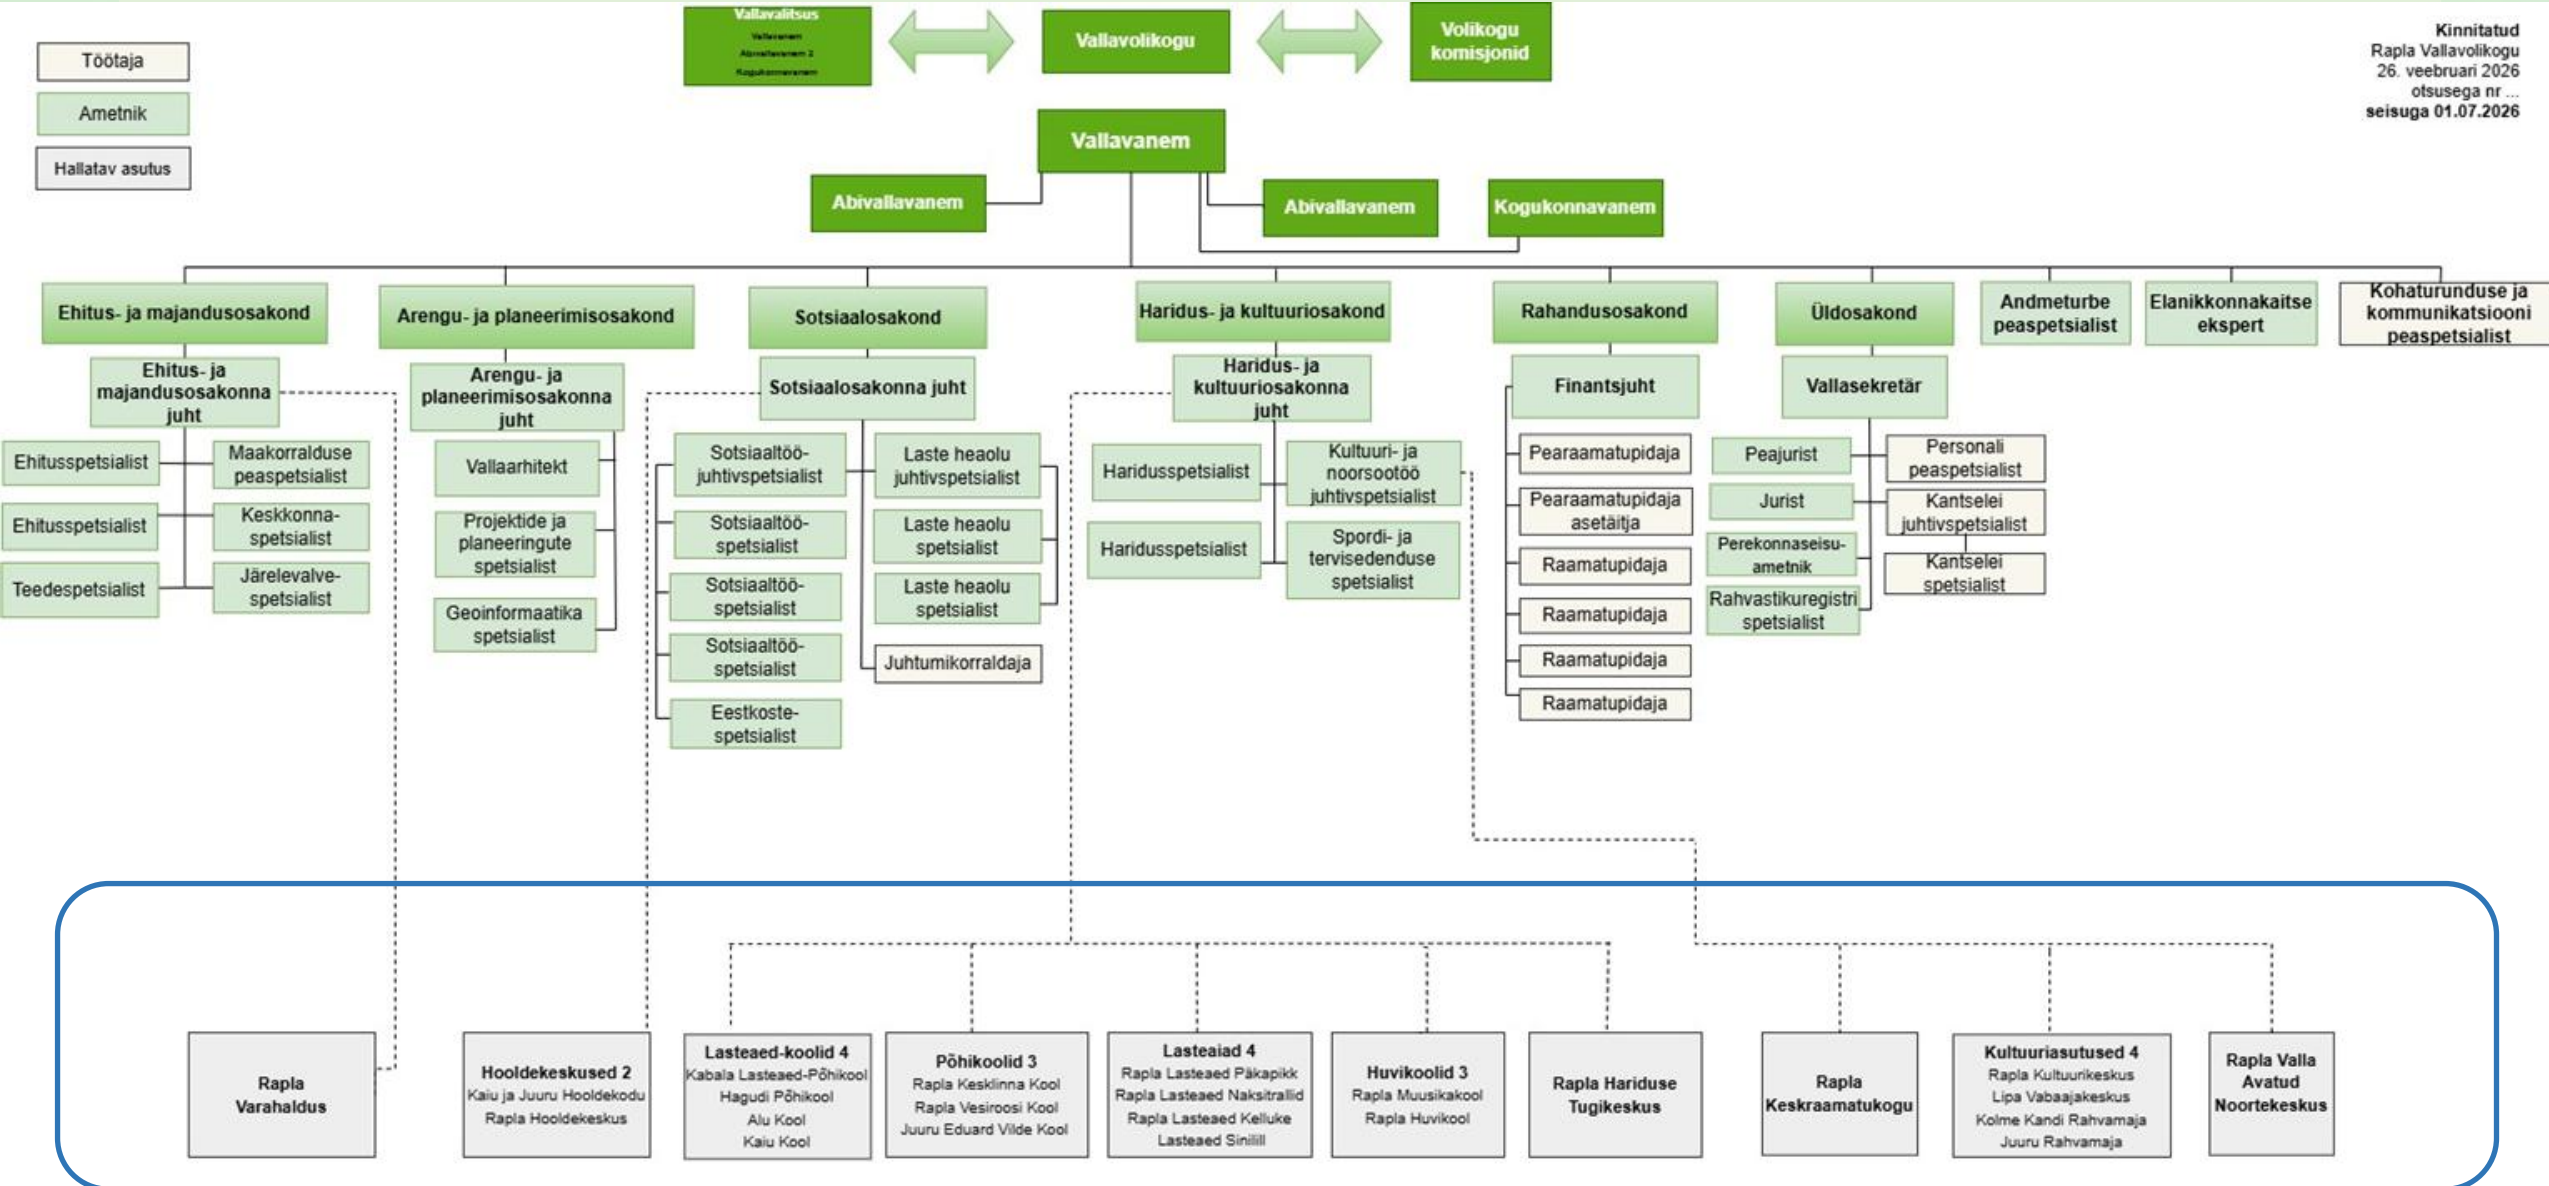 Vallavalitsus
Vallavanem
Abivallavanem 2
Kogukonnavanem
Vallavolikogu
Volikogu
komisjonid
Kinnitatud
Rapla Vallavolikogu
26. veebruari 2026
otsusega nr ...
seisuga 01.07.2026
Töötaja
Ametnik
Hallatav asutus
Vallavanem
Abivallavanem
Abivallavanem
Kogukonnavanem
Ehitus- ja majandusosakond
Arengu- ja planeerimisosakond
Sotsiaalosakond
Haridus- ja kultuuriosakond
Rahandusosakond
Üldosakond
Andmeturbe
peaspetsialist
Elanikkonnakaitse
ekspert
Kohaturunduse ja
kommunikatsiooni
peaspetsialist
Ehitus- ja
majandusosakonna
juht
Ehitusspetsialist
Maakorralduse
peaspetsialist
Ehitusspetsialist
Keskkonna-
spetsialist
Teedespetsialist
Järelevalve-
spetsialist
Arengu- ja
planeerimisosakonna
juht
Vallaarhitekt
Projektide ja
planeeringute
spetsialist
Geoinformaatika
spetsialist
Sotsiaalosakonna juht
Sotsiaaltöö-
juhtivspetsialist
Laste heaolu
juhtivspetsialist
Sotsiaaltöö-
spetsialist
Laste heaolu
spetsialist
Sotsiaaltöö-
spetsialist
Laste heaolu
spetsialist
Sotsiaaltöö-
spetsialist
Juhtumikorraldaja
Eestkoste-
spetsialist
Haridus- ja
kultuuriosakonna
juht
Haridusspetsialist
Kultuuri- ja
noorsootöö
juhtivspetsialist
Haridusspetsialist
Spordi- ja
tervisedenduse
spetsialist
Finantsjuht
Pearaamatupidaja
Pearaamatupidaja
asetäitja
Raamatupidaja
Raamatupidaja
Raamatupidaja
Raamatupidaja
Vallasekretär
Peajurist
Personali
peaspetsialist
Jurist
Kantselei
juhtivspetsialist
Perekonnaseisu-
ametnik
Kantselei
spetsialist
Rahvastikuregistri
spetsialist
Rapla
Varahaldus
Hooldekeskused 2
Kaiu ja Juuru Hooldekodu
Rapla Hooldekeskus
Lasteaed-koolid 4
Kabala Lasteaed-Põhikool
Hagudi Põhikool
Alu Kool
Kaiu Kool
Põhikoolid 3
Rapla Kesklinna Kool
Rapla Vesiroosi Kool
Juuru Eduard Vilde Kool
Lasteaiad 4
Rapla Lasteaed Päkapikk
Rapla Lasteaed Naksitrallid
Rapla Lasteaed Kelluke
Lasteaed Sinilill
Huvikoolid 3
Rapla Muusikakool
Rapla Huvikool
Rapla Hariduse
Tugikeskus
Rapla
Keskraamatukogu
Kultuuriasutused 4
Rapla Kultuurikeskus
Lipa Vabaajakeskus
Kolme Kandi Rahvamaja
Juuru Rahvamaja
Rapla Valla
Avatud
Noortekeskus